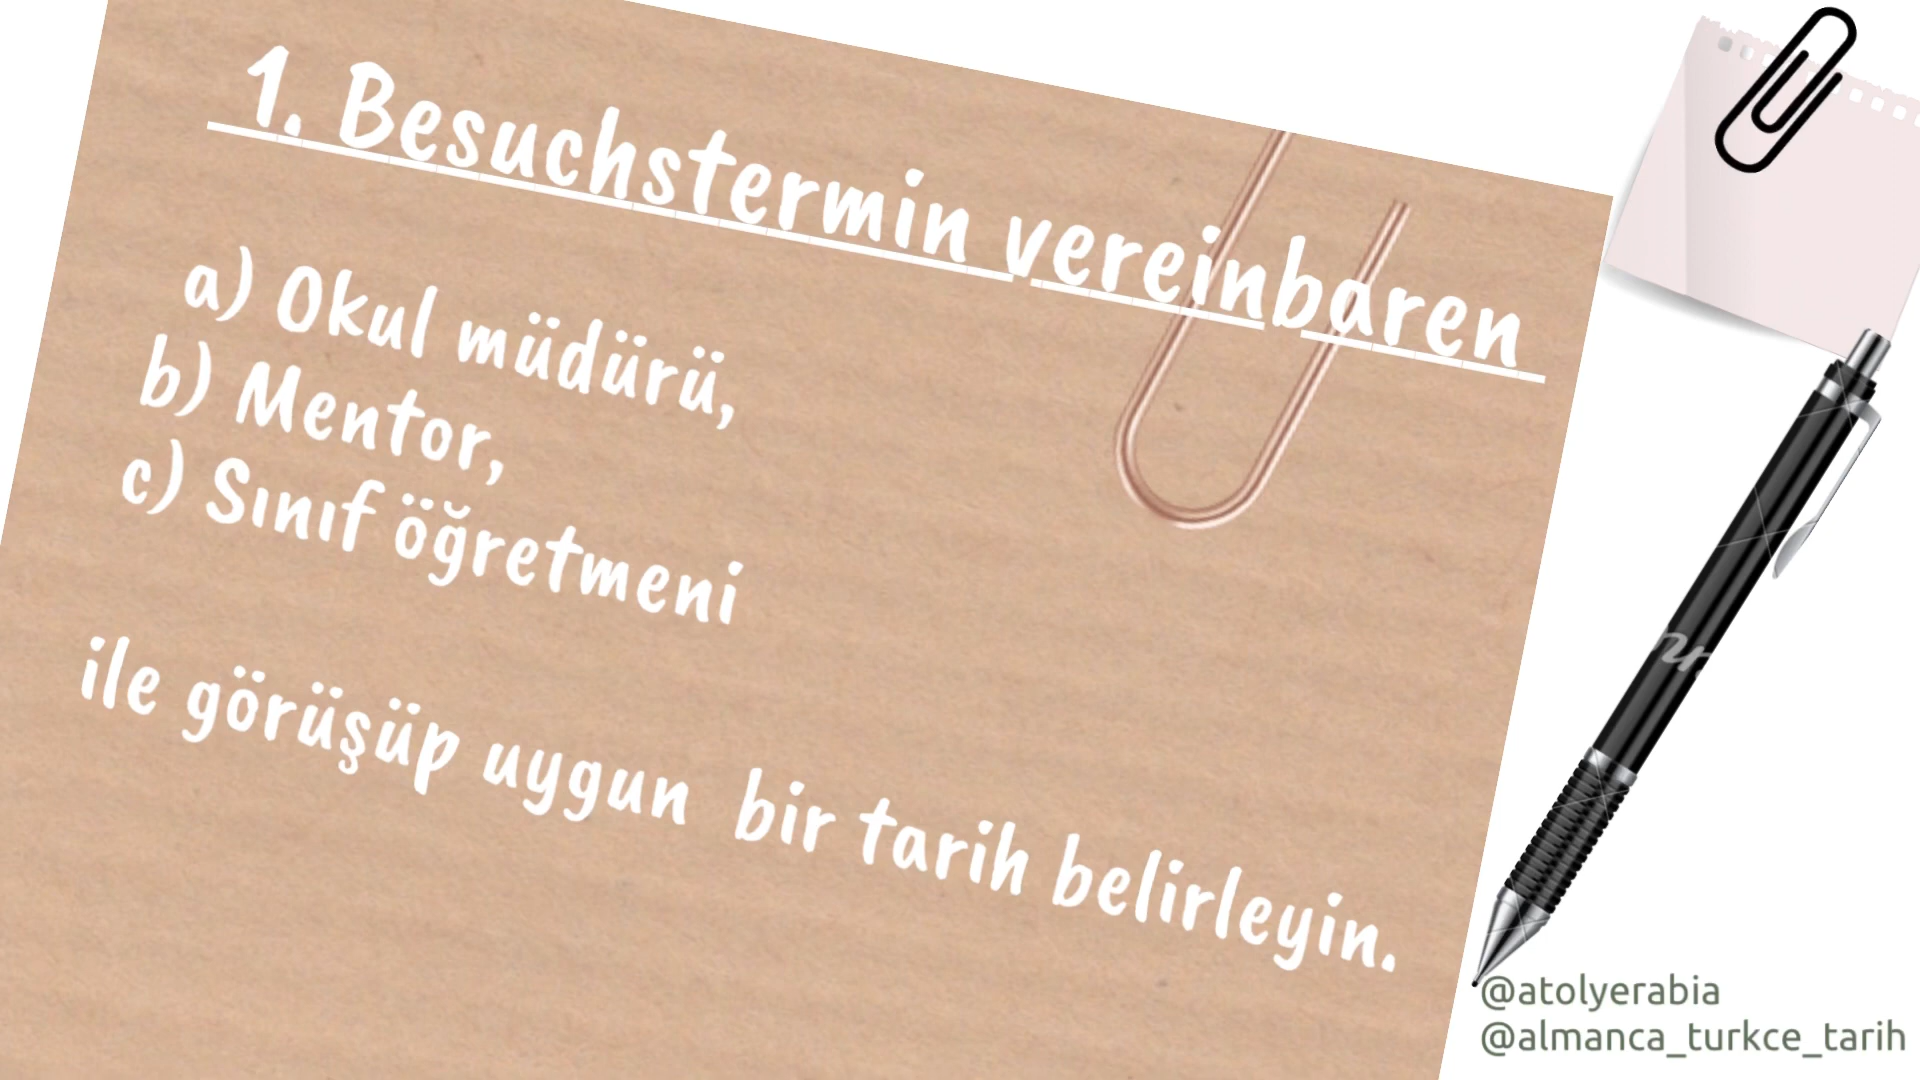 1. Besuchstermin vereinbaren
a) Okul müdürü,
b) Mentor,
c) Sınıf öğretmeni
ile görüşüp uygun bir tarih belirleyin.
@atolyerabia
@almanca_turkce_tarih